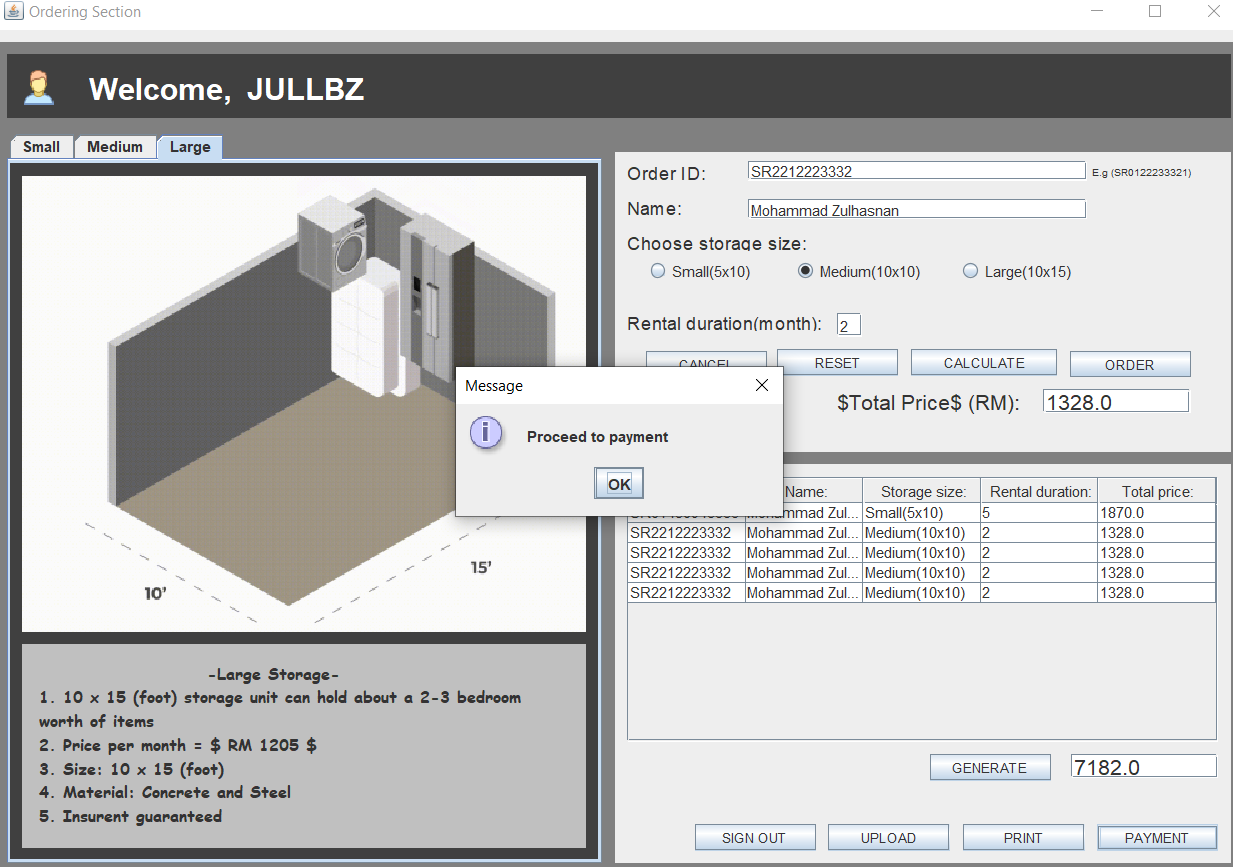 Ordering Section
Welcome, JULLBZ
Small Medium Large
10'
15'
-Large Storage-
1. 10 x 15 (foot) storage unit can hold about a 2-3 bedroom
worth of items
2. Price per month = $ RM 1205 $
3. Size: 10 x 15 (foot)
4. Material: Concrete and Steel
5. Insurent guaranteed
Order ID: SR2212223332 E.g (SR0122233321)
Name: Mohammad Zulhasnan
Choose storage size:
Small(5x10) Medium(10x10) Large(10x15)
Rental duration(month): 2
CANCEL RESET CALCULATE ORDER
$Total Price$ (RM): 1328.0
Message
Proceed to payment
OK
Name: Storage size: Rental duration: Total price:
Mohammad Zul... Small(5x10) 5 1870.0
SR2212223332 Mohammad Zul... Medium(10x10) 2 1328.0
SR2212223332 Mohammad Zul... Medium(10x10) 2 1328.0
SR2212223332 Mohammad Zul... Medium(10x10) 2 1328.0
SR2212223332 Mohammad Zul... Medium(10x10) 2 1328.0
GENERATE 7182.0
SIGN OUT UPLOAD PRINT PAYMENT